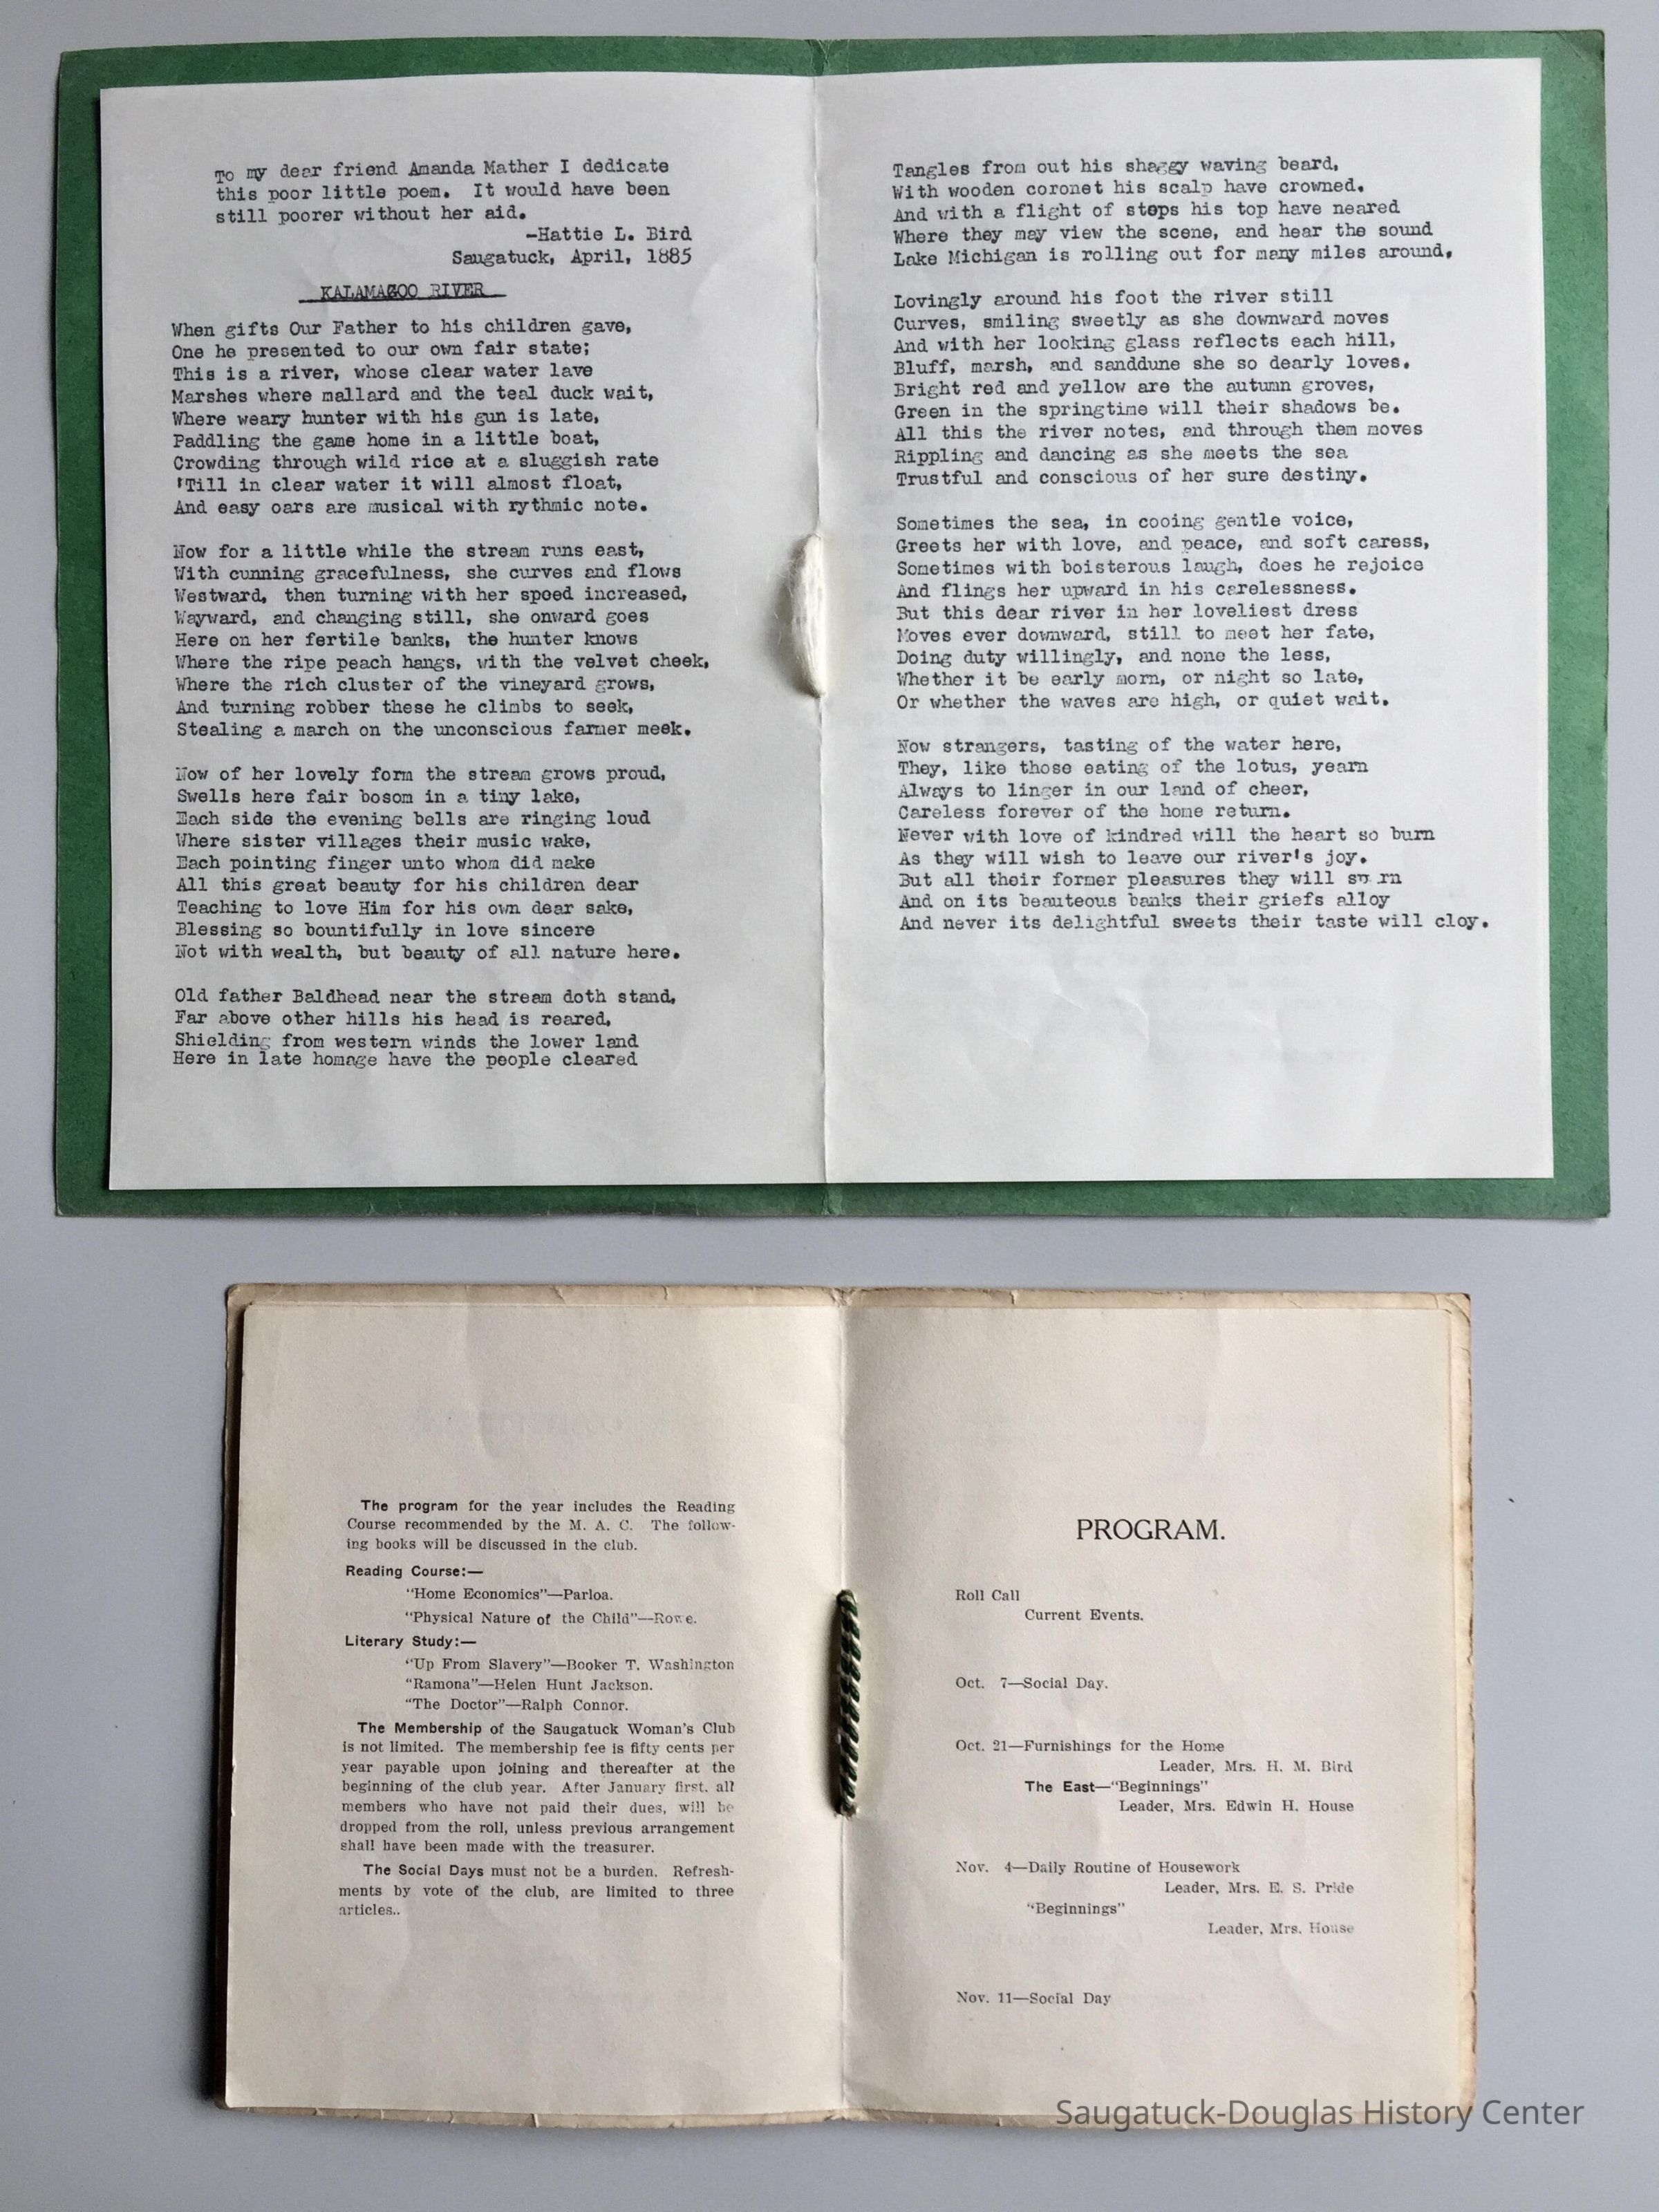 To my dear friend Amanda Mather I dedicate
this poor little poem. It would have been
still poorer without her aid.
-Hattie L. Bird
Saugatuck, April, 1885
KALAMAGOO RIVER
When gifts Our Father to his children gave,
One he presented to our own fair state;
This is a river, whose clear water lave
Marshes where mallard and the teal duck wait,
Where weary hunter with his gun is late,
Paddling the game home in a little boat,
Crowding through wild rice at a sluggish rate
'Till in clear water it will almost float,
And easy oars are musical with rythmic note.
Now for a little while the stream runs east,
With cunning gracefulness, she curves and flows
Westward, then turning with her speed increased,
Wayward, and changing still, she onward goes
Here on her fertile banks, the hunter knows
Where the ripe peach hangs, with the velvet cheek,
Where the rich cluster of the vineyard grows,
And turning robber these he climbs to seek,
Stealing a march on the unconscious farmer meek.
Now of her lovely form the stream grows proud,
Swells here fair bosom in a tiny lake,
Each side the evening bells are ringing loud
Where sister villages their music wake,
Each pointing finger unto whom did make
All this great beauty for his children dear
Teaching to love Him for his own dear sake,
Blessing so bountifully in love sincere
Not with wealth, but beauty of all nature here.
Old father Baldhead near the stream doth stand,
Far above other hills his head is reared,
Shielding from western winds the lower land
Here in late homage have the people cleared
Tangles from out his shaggy waving beard,
With wooden coronet his scalp have crowned.
And with a flight of steps his top have neared
Where they may view the scene, and hear the sound
Lake Michigan is rolling out for many miles around.
Lovingly around his foot the river still
Curves, smiling sweetly as she downward moves
And with her looking glass reflects each hill,
Bluff, marsh, and sanddune she so dearly loves.
Bright red and yellow are the autumn groves,
Green in the springtime will their shadows be.
All this the river notes, and through them moves
Rippling and dancing as she meets the sea
Trustful and conscious of her sure destiny.
Sometimes the sea, in cooing gentle voice,
Greets her with love, and peace, and soft caress,
Sometimes with boisterous laugh, does he rejoice
And flings her upward in his carelessness.
But this dear river in her loveliest dress
Moves ever downward, still to meet her fate,
Doing duty willingly, and none the less,
Whether it be early morn, or night so late,
Or whether the waves are high, or quiet wait.
Now strangers, tasting of the water here,
They, like those eating of the lotus, yearn
Always to linger in our land of cheer,
Careless forever of the home return.
Never with love of kindred will the heart so burn
As they will wish to leave our river's joy.
But all their former pleasures they will
And on its beauteous banks their griefs alloy
And never its delightful sweets their taste will cloy.
The program for the year includes the Reading
Course recommended by the M. A. C. The follow-
ing books will be discussed in the club.
Reading Course:—
"Home Economics"—Parloa.
"Physical Nature of the Child"—Rowe.
Literary Study:—
"Up From Slavery"—Booker T. Washington
"Ramona"—Helen Hunt Jackson.
"The Doctor"—Ralph Connor.
The Membership of the Saugatuck Woman's Club
is not limited. The membership fee is fifty cents per
year payable upon joining and thereafter at the
beginning of the club year. After January first, all
members who have not paid their dues, will be
dropped from the roll, unless previous arrangement
shall have been made with the treasurer.
The Social Days must not be a burden. Refresh-
ments by vote of the club, are limited to three
articles..
PROGRAM.
Roll Call
Current Events.
Oct. 7—Social Day.
Oct. 21—Furnishings for the Home
Leader, Mrs. H. M. Bird
The East—"Beginnings"
Leader, Mrs. Edwin H. House
Nov. 4—Daily Routine of Housework
Leader, Mrs. E. S. Pride
"Beginnings"
Leader, Mrs. House
Nov. 11—Social Day
Saugatuck-Douglas History Center